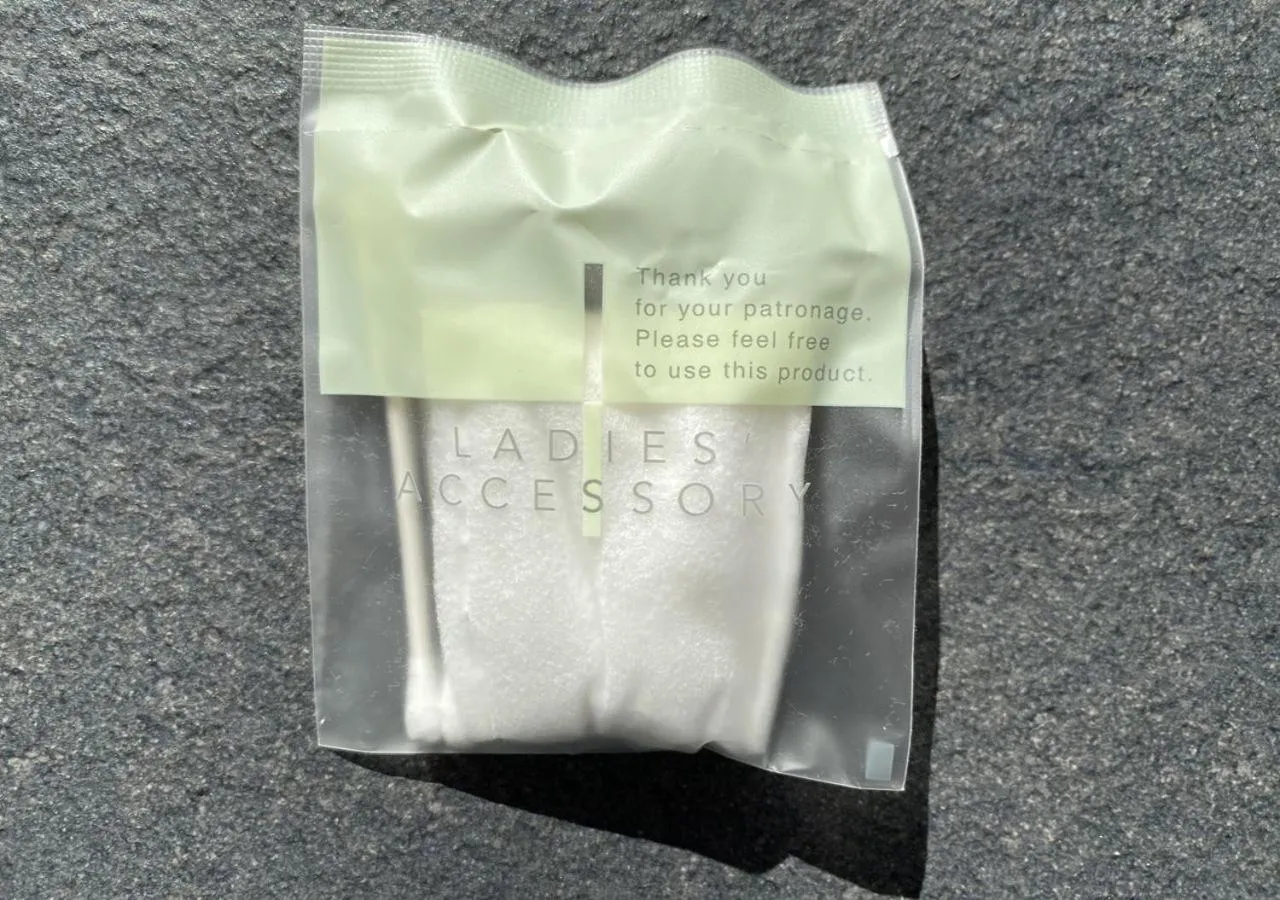 Thank you
for your patronage.
Please feel free
to use this product.
LADIES'
ACCESSORY